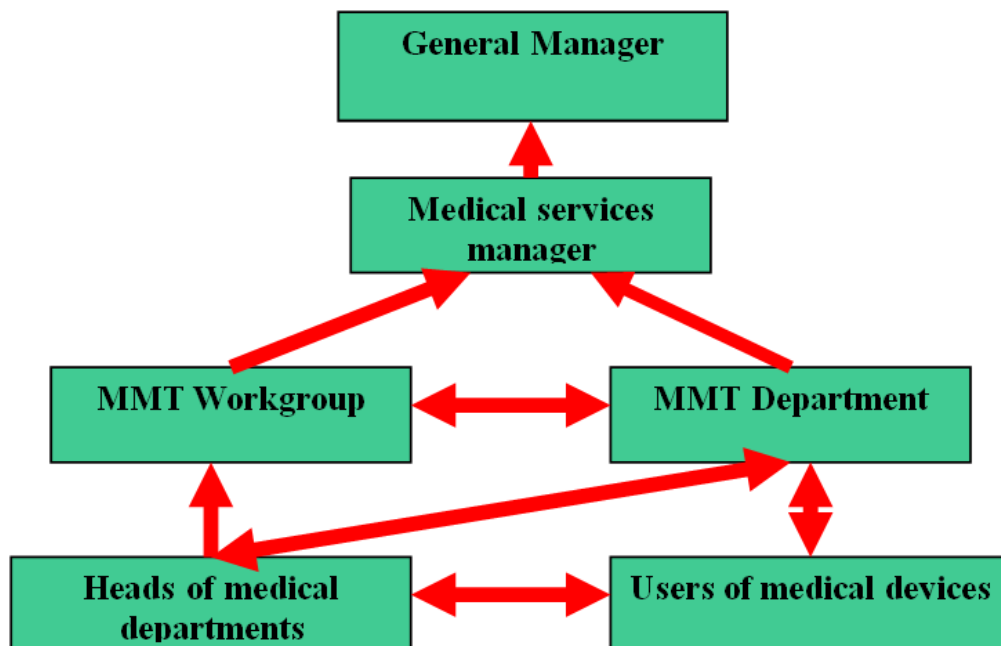 General Manager
Medical services
manager
MMT Workgroup
MMT Department
Heads of medical
departments
Users of medical devices